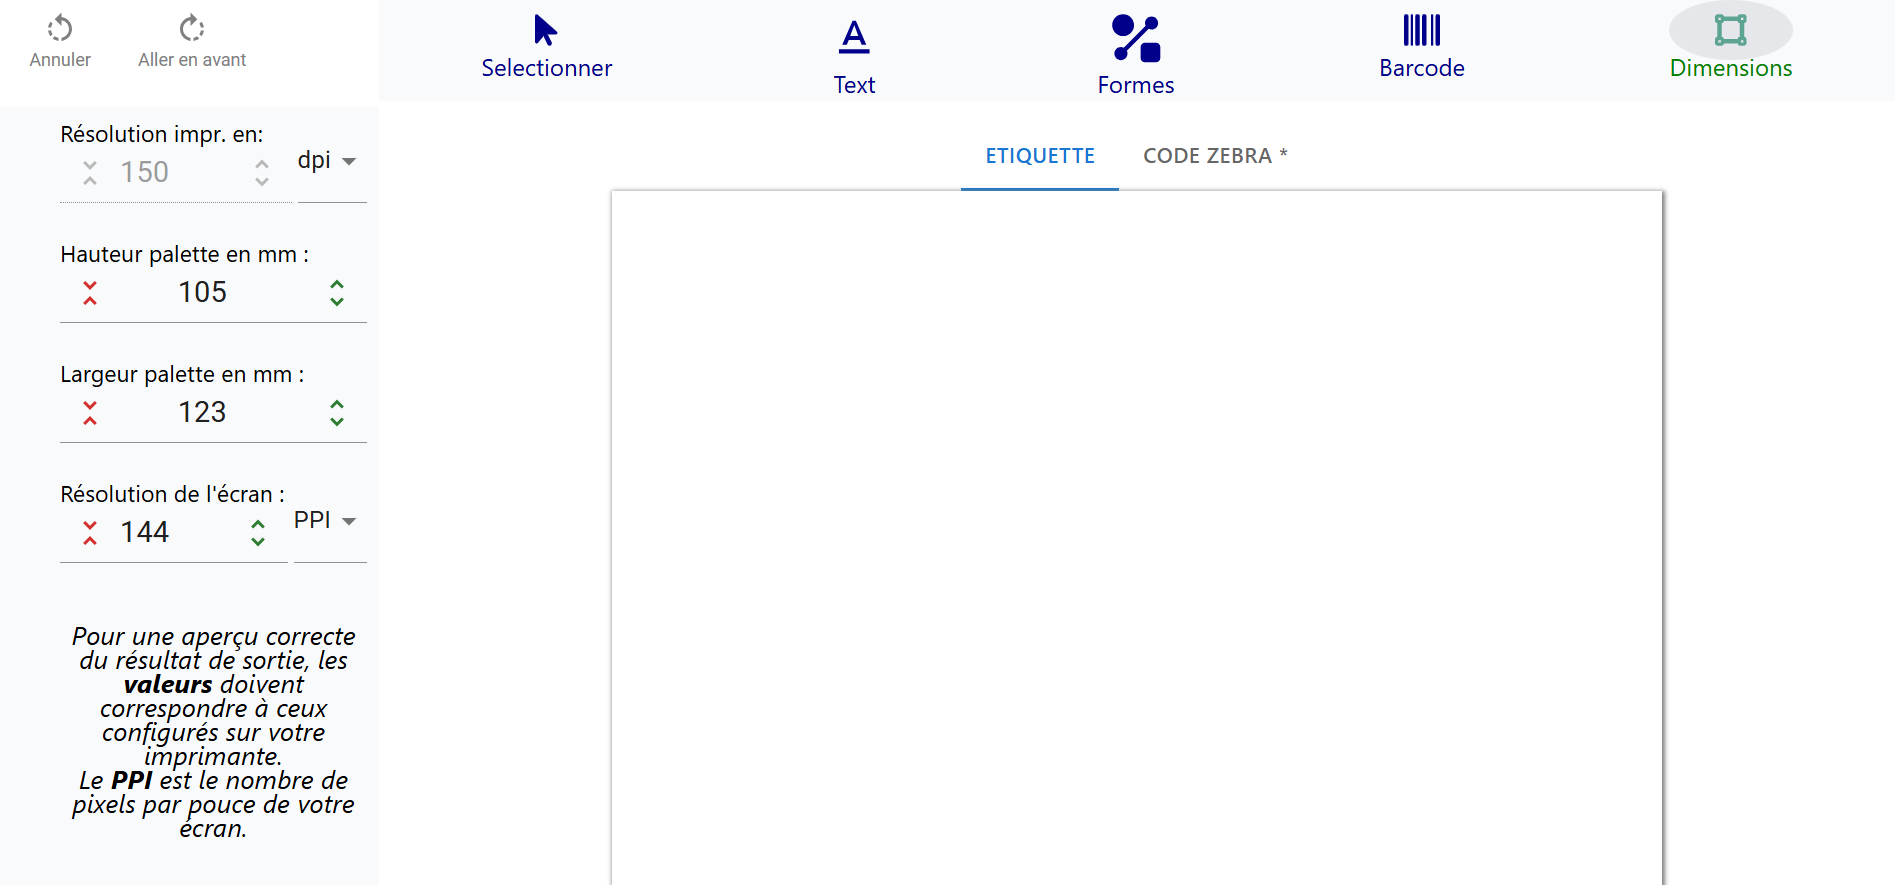 Annuler
Aller en avant
Selectionner
Text
Formes
Barcode
Dimensions
Résolution impr. en:
150
dpi
Hauteur palette en mm :
105
Largeur palette en mm :
123
Résolution de l'écran :
144
PPI
Pour une aperçu correcte
du résultat de sortie, les
valeurs doivent
correspondre à ceux
configurés sur votre
imprimante.
Le PPI est le nombre de
pixels par pouce de votre
écran.
ETIQUETTE
CODE ZEBRA *